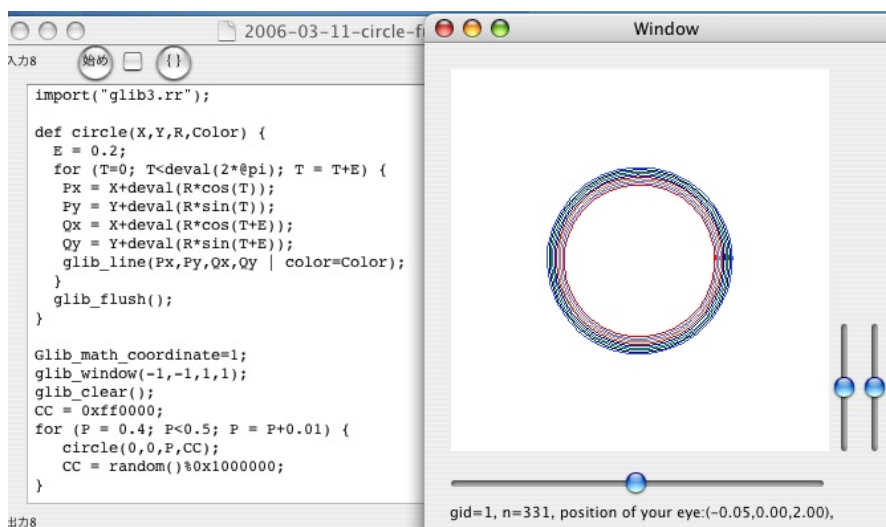 2006-03-11-circle-f
Window
入力8
始め
{ }
import("glib3.rr");
def circle(X,Y,R,Color) {
E = 0.2;
for (T=0; T<deval(2*@pi); T = T+E) {
Px = X+deval(R*cos(T));
Py = Y+deval(R*sin(T));
Qx = X+deval(R*cos(T+E));
Qy = Y+deval(R*sin(T+E));
glib_line(Px,Py,Qx,Qy | color=Color);
}
glib_flush();
}
Glib_math_coordinate=1;
glib_window(-1,-1,1,1);
glib_clear();
CC = 0xff0000;
for (P = 0.4; P<0.5; P = P+0.01) {
circle(0,0,P,CC);
CC = random()%0x1000000;
}
gid=1, n=331, position of your eye:(-0.05,0.00,2.00),
出力8